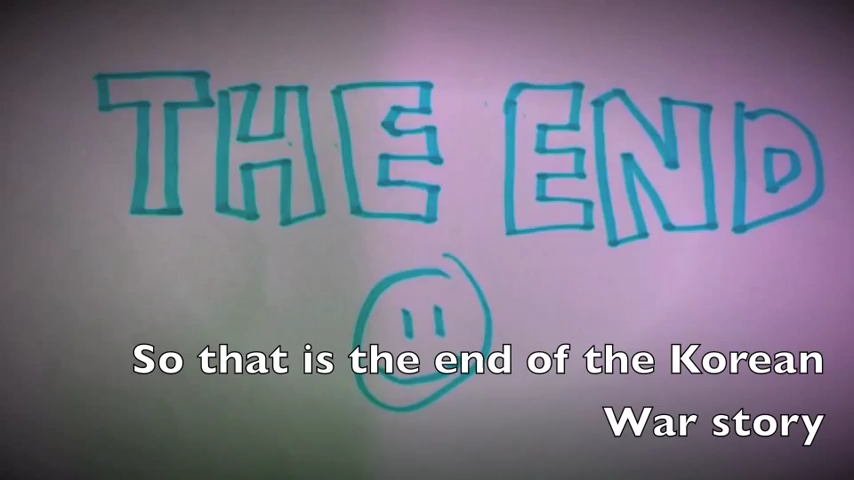 THE END
So that is the end of the Korean
War story